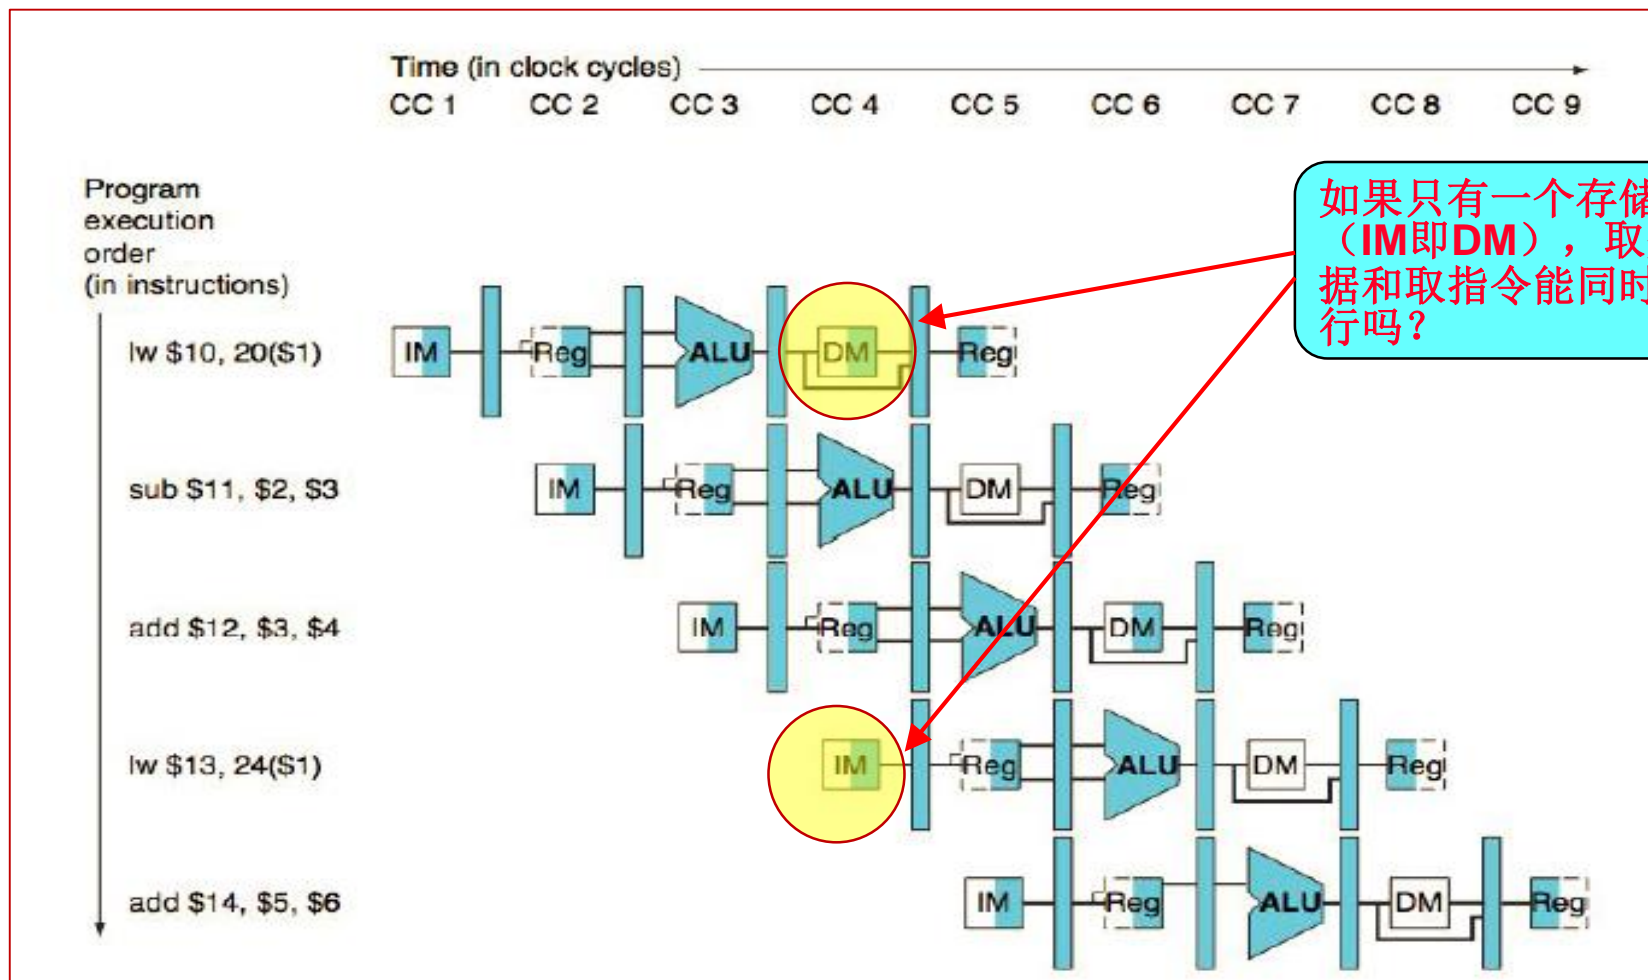 Time (in clock cycles)
CC 1 CC 2 CC 3 CC 4 CC 5 CC 6 CC 7 CC 8 CC 9
Program
execution
order
(in instructions)
如果只有一个存储
（IM即DM），取
据和取指令能同时
行吗？
lw $10, 20($1) IM Reg ALU DM Reg
sub $11, $2, $3 IM Reg ALU DM Reg
add $12, $3, $4 IM Reg ALU DM Reg
lw $13, 24($1) IM Reg ALU DM Reg
add $14, $5, $6 IM Reg ALU DM Reg